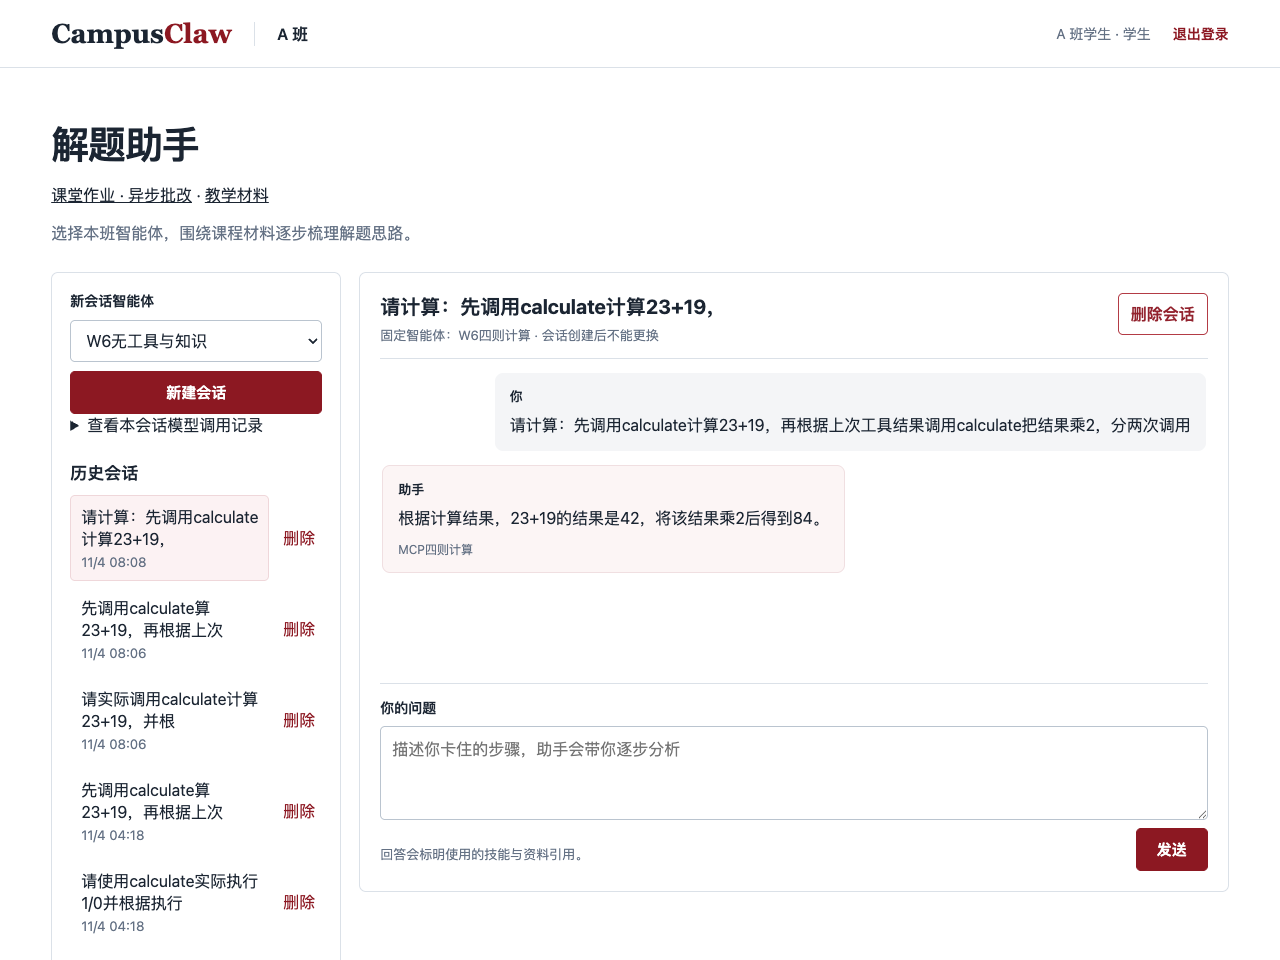 CampusClaw
A 班
A 班学生 · 学生
退出登录
解题助手
课堂作业 · 异步批改 · 教学材料
选择本班智能体，围绕课程材料逐步梳理解题思路。
新会话智能体
W6无工具与知识
新建会话
查看本会话模型调用记录
历史会话
请计算：先调用calculate
计算23+19，
11/4 08:08
删除
先调用calculate算
23+19，再根据上次
11/4 08:06
删除
请实际调用calculate计算
23+19，并根
11/4 08:06
删除
先调用calculate算
23+19，再根据上次
11/4 04:18
删除
请使用calculate实际执行
1/0并根据执行
11/4 04:18
删除
请计算：先调用calculate计算23+19，
固定智能体：W6四则计算 · 会话创建后不能更换
删除会话
你
请计算：先调用calculate计算23+19，再根据上次工具结果调用calculate把结果乘2，分两次调用
助手
根据计算结果，23+19的结果是42，将该结果乘2后得到84。
MCP四则计算
你的问题
描述你卡住的步骤，助手会带你逐步分析
回答会标明使用的技能与资料引用。
发送